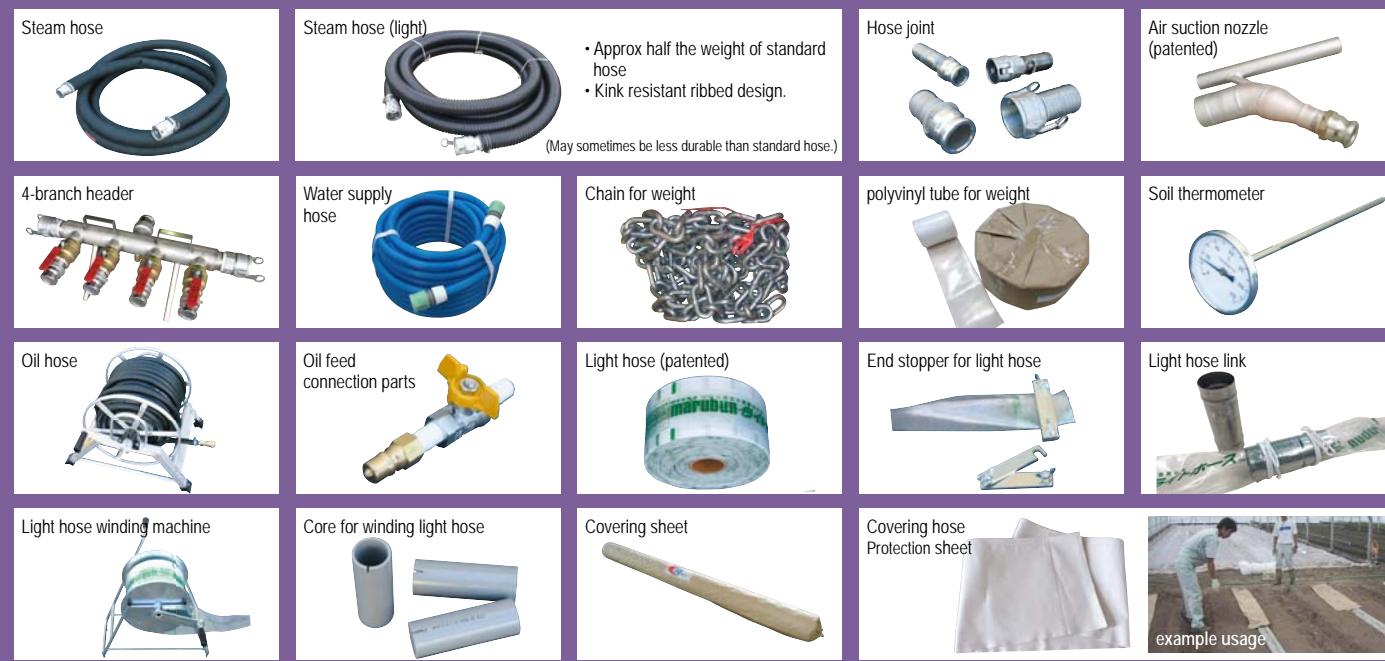 Steam hose
Steam hose (light)
• Approx half the weight of standard
hose
• Kink resistant ribbed design.
(May sometimes be less durable than standard hose.)
Hose joint
Air suction nozzle
(patented)
4-branch header
Water supply
hose
Chain for weight
polyvinyl tube for weight
Soil thermometer
Oil hose
Oil feed
connection parts
Light hose (patented)
marubun
End stopper for light hose
Light hose link
Light hose winding machine
Core for winding light hose
Covering sheet
Covering hose
Protection sheet
example usage